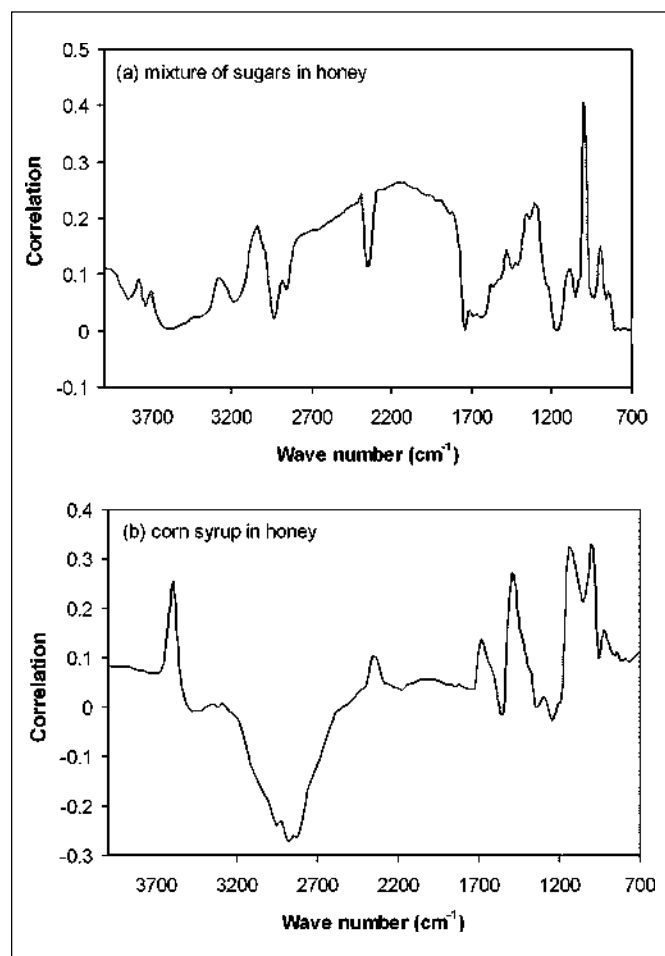 0.5
(a) mixture of sugars in honey
0.4
0.3
0.2
0.1
0
-0.1
Correlation
3700 3200 2700 2200 1700 1200 700
Wave number (cm⁻¹)
0.4
(b) corn syrup in honey
0.3
0.2
0.1
0
-0.1
-0.2
-0.3
Correlation
3700 3200 2700 2200 1700 1200 700
Wave number (cm⁻¹)